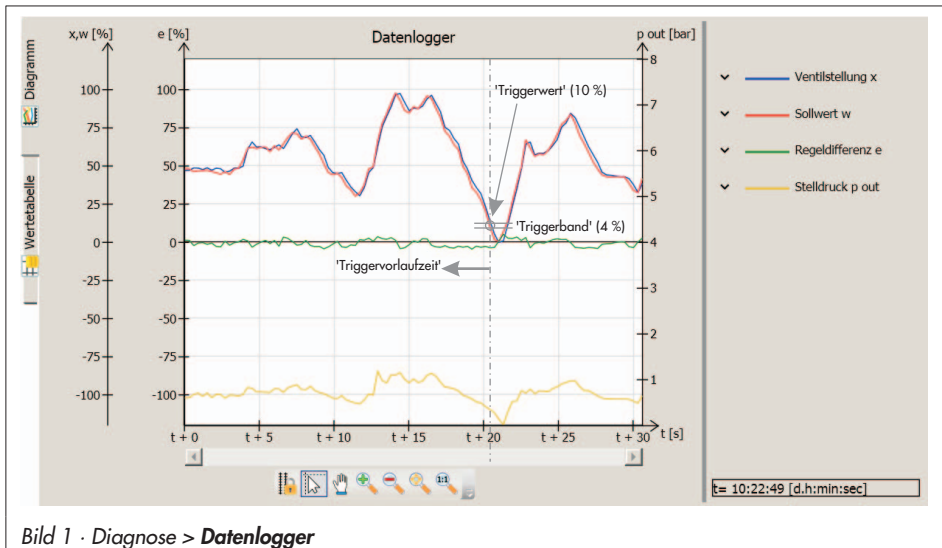 x,w [%]
e [%]
Datenlogger
p out [bar]
Diagramm
Wertetabelle
100
75
50
25
0
-25
-50
-75
-100
100
75
50
25
0
-25
-50
-75
-100
'Triggerwert' (10 %)
'Triggerband' (4 %)
'Triggervorlaufzeit'
8
7
6
5
4
3
2
1
t + 0
t + 5
t + 10
t + 15
t + 20
t + 25
t + 30
t [s]
1:1
Ventilstellung x
Sollwert w
Regeldifferenz e
Stelldruck p out
t= 10:22:49 [d.h:min:sec]
Bild 1 · Diagnose > Datenlogger